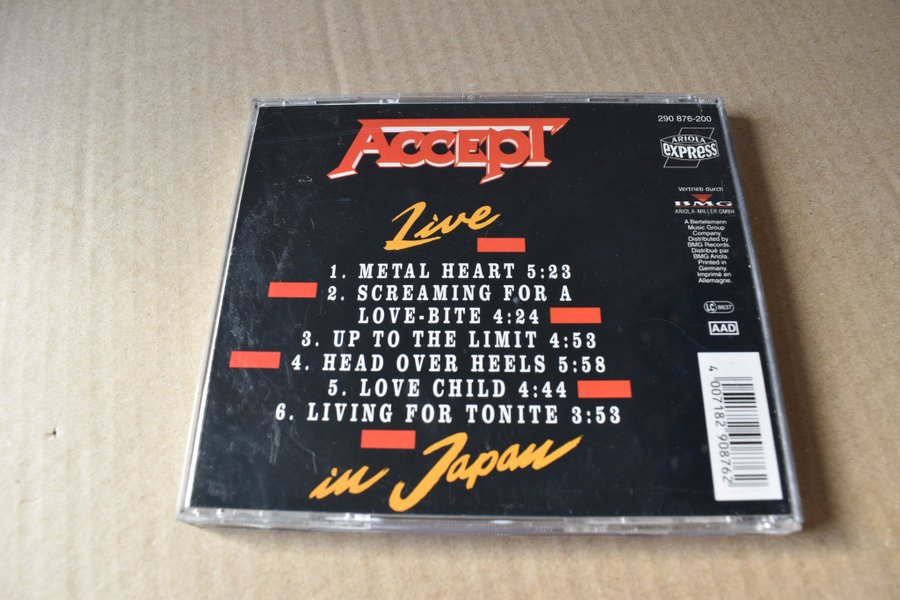 ACCEPT
290 876-200
ARIOLA
eXPRESS
Live
Vertrieb durch
BMG
ARIOLA-MILLER GMBH
A Bertelsmann
Music Group
Company.
Distributed by
BMG Records.
Distribué par
BMG Ariola.
Printed in
Germany.
Imprimé en
Allemagne.
1. METAL HEART 5:23
2. SCREAMING FOR A
LOVE-BITE 4:24
3. UP TO THE LIMIT 4:53
4. HEAD OVER HEELS 5:58
5. LOVE CHILD 4:44
6. LIVING FOR TONITE 3:53
in Japan
LC 8637
AAD
4 007182 908762